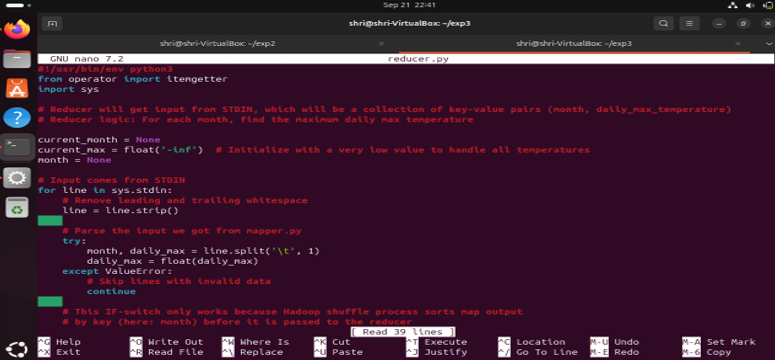 Sep 21 22:41
shri@shri-VirtualBox: ~/exp3
shri@shri-VirtualBox: ~/exp2
shri@shri-VirtualBox: ~/exp3
GNU nano 7.2 reducer.py
#!/usr/bin/env python3
from operator import itemgetter
import sys
# Reducer will get input from STDIN, which will be a collection of key-value pairs (month, daily_max_temperature)
# Reducer logic: For each month, find the maximum daily max temperature
current_month = None
current_max = float('-inf')  # Initialize with a very low value to handle all temperatures
month = None
# Input comes from STDIN
for line in sys.stdin:
    # Remove leading and trailing whitespace
    line = line.strip()
    # Parse the input we got from mapper.py
    try:
        month, daily_max = line.split('\t', 1)
        daily_max = float(daily_max)
    except ValueError:
        # Skip lines with invalid data
        continue
    # This IF-switch only works because Hadoop shuffle process sorts map output
    # by key (here: month) before it is passed to the reducer
[ Read 39 lines ]
^G Help ^O Write Out ^W Where Is ^K Cut ^T Execute ^C Location M-U Undo M-A Set Mark
^X Exit ^R Read File ^\ Replace ^U Paste ^J Justify ^/ Go To Line M-E Redo M-6 Copy